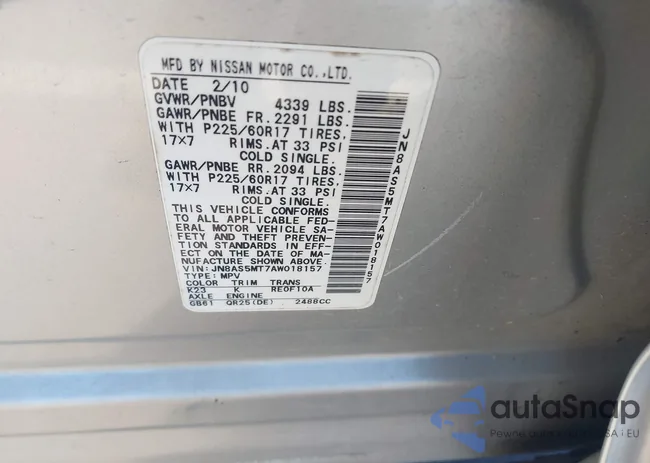 MFD BY NISSAN MOTOR CO.,LTD.
DATE 2/10
GVWR/PNBV 4339 LBS.
GAWR/PNBE FR. 2291 LBS.
WITH P225/60R17 TIRES,
17x7 RIMS,AT 33 PSI
COLD SINGLE.
GAWR/PNBE RR. 2094 LBS.
WITH P225/60R17 TIRES,
17x7 RIMS,AT 33 PSI
COLD SINGLE.
THIS VEHICLE CONFORMS
TO ALL APPLICABLE FED-
ERAL MOTOR VEHICLE SA-
FETY AND THEFT PREVENTION
STANDARDS IN EFF-
ECT ON THE DATE OF MA-
NUFACTURE SHOWN ABOVE.
VIN: JN8AS5MT7AW018157
TYPE: MPV
COLOR TRIM TRANS
K23 K RE0F10A
AXLE ENGINE
GB61 QR25(DE) 2488CC
JN8AS5MT7AW018157
autoSnap